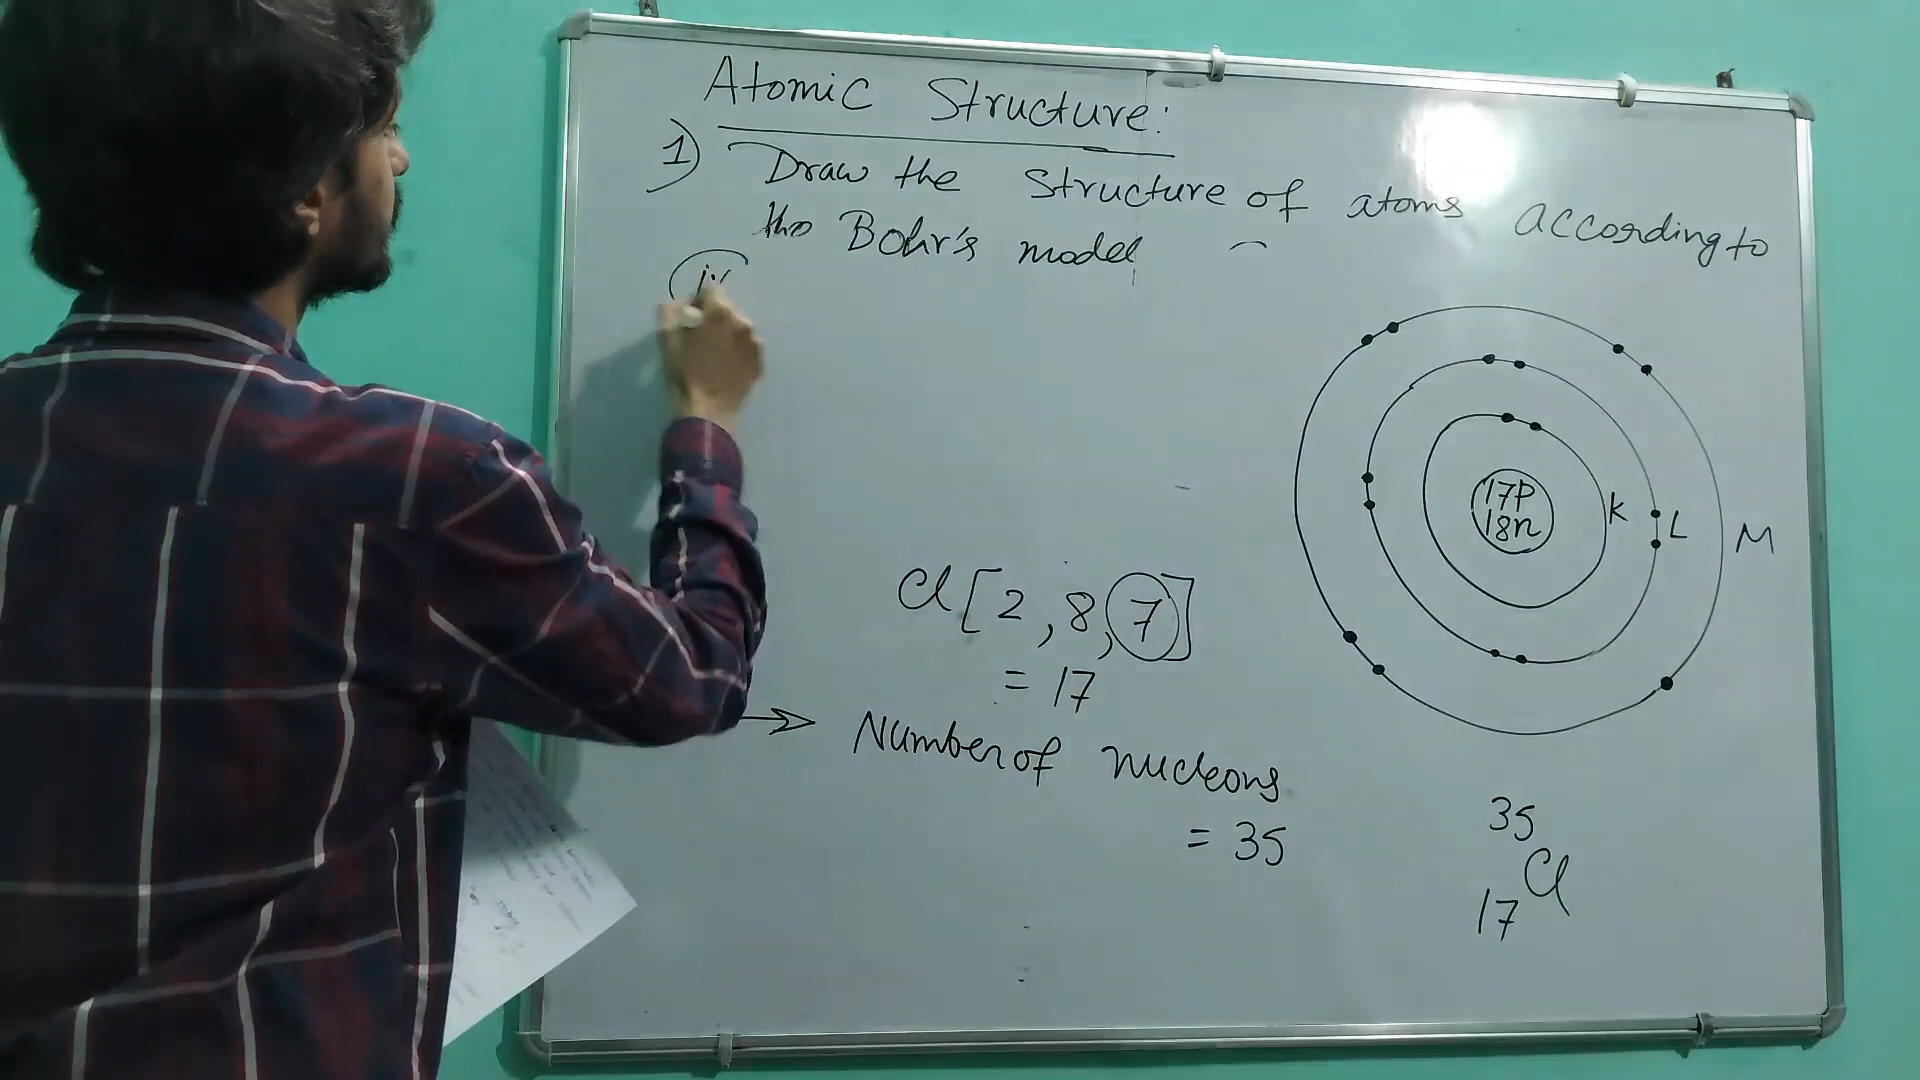 Atomic Structure:
1) Draw the structure of atoms according to
the Bohr's model
17P
18n
K
L
M
Cl [2, 8, 7]
= 17
Number of nucleons
= 35
35
Cl
17